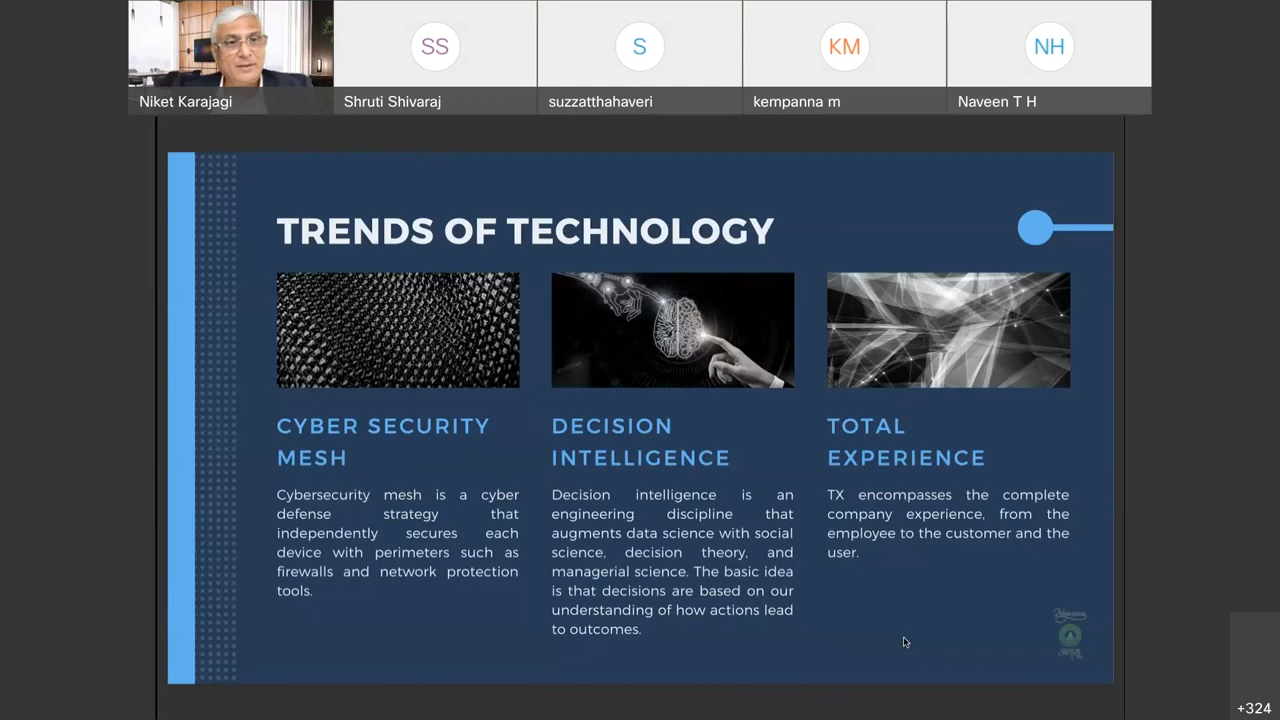 SS
S
KM
NH
Niket Karajagi
Shruti Shivaraj
suzzatthahaveri
kempanna m
Naveen T H
TRENDS OF TECHNOLOGY
CYBER SECURITY
MESH
Cybersecurity mesh is a cyber
defense strategy that
independently secures each
device with perimeters such as
firewalls and network protection
tools.
DECISION
INTELLIGENCE
Decision intelligence is an
engineering discipline that
augments data science with social
science, decision theory, and
managerial science. The basic idea
is that decisions are based on our
understanding of how actions lead
to outcomes.
TOTAL
EXPERIENCE
TX encompasses the complete
company experience, from the
employee to the customer and the
user.
+324